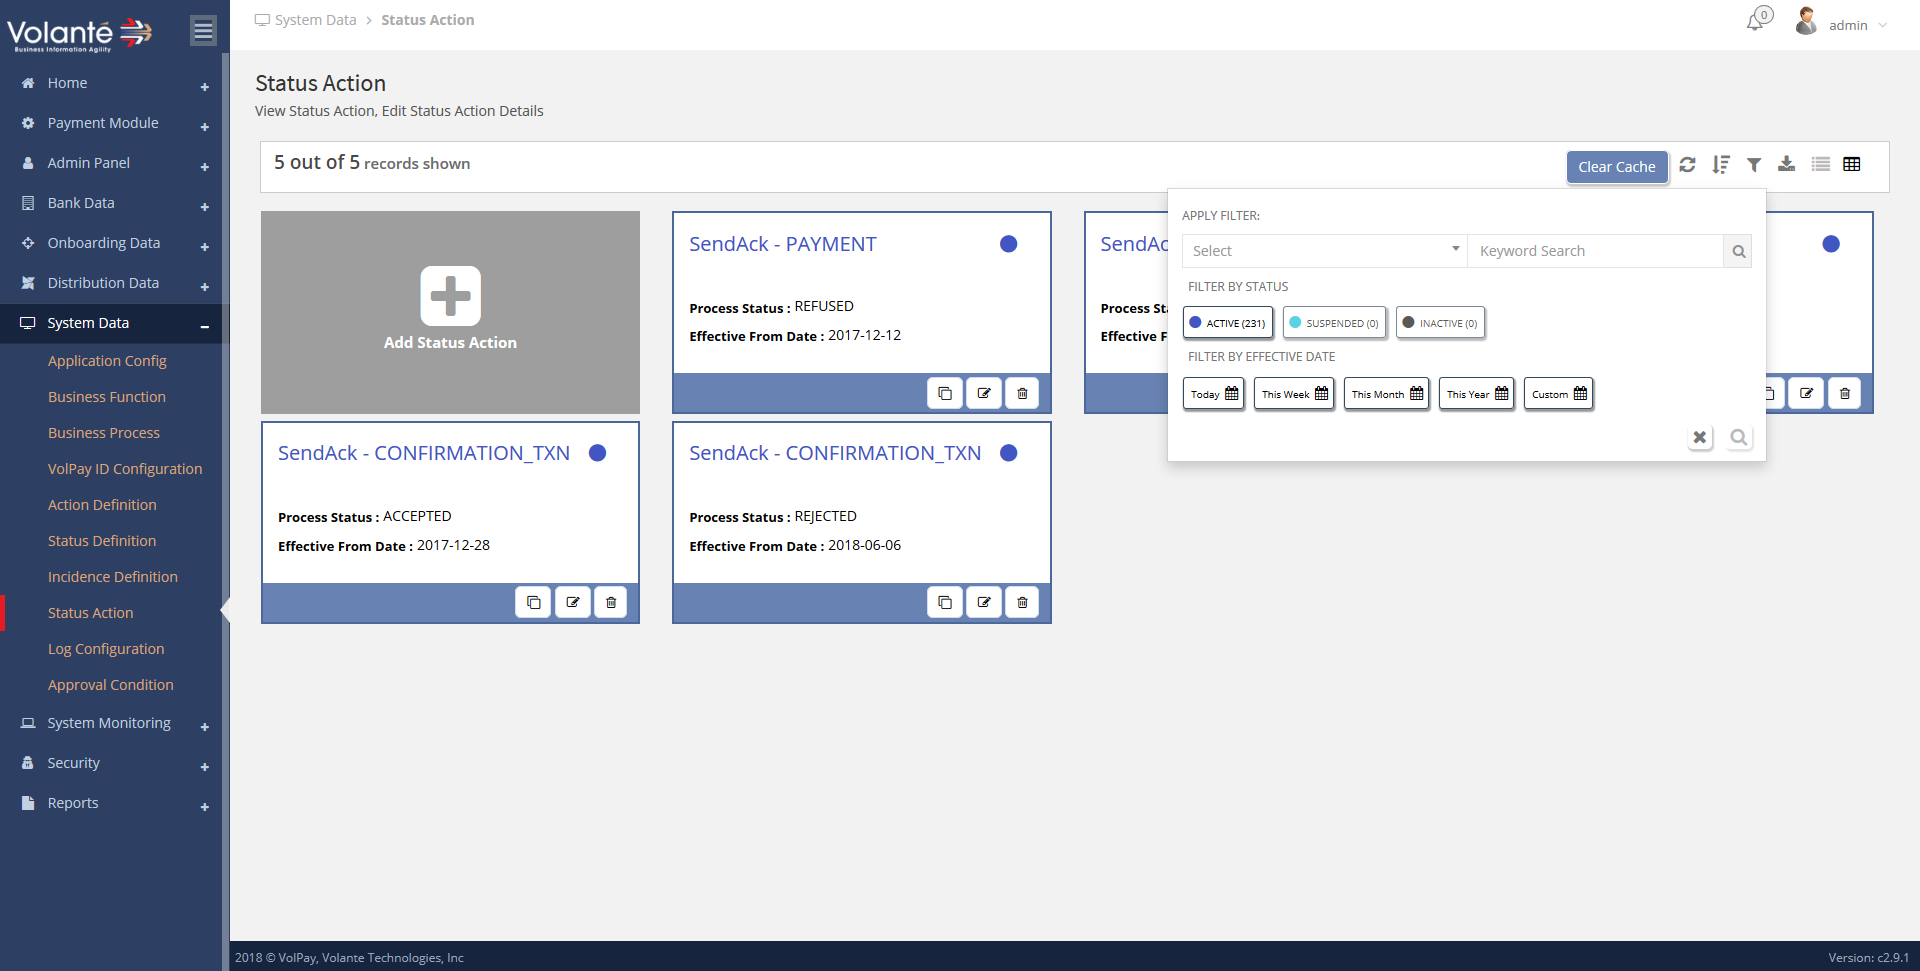 Volanté
Business Information Agility
System Data > Status Action
0
admin
Home
Payment Module
Admin Panel
Bank Data
Onboarding Data
Distribution Data
System Data
Application Config
Business Function
Business Process
VolPay ID Configuration
Action Definition
Status Definition
Incidence Definition
Status Action
Log Configuration
Approval Condition
System Monitoring
Security
Reports
Status Action
View Status Action, Edit Status Action Details
5 out of 5 records shown
Clear Cache
Add Status Action
SendAck - PAYMENT
Process Status : REFUSED
Effective From Date : 2017-12-12
SendAc
Process St
Effective F
APPLY FILTER:
Select
Keyword Search
FILTER BY STATUS
ACTIVE (231)
SUSPENDED (0)
INACTIVE (0)
FILTER BY EFFECTIVE DATE
Today
This Week
This Month
This Year
Custom
SendAck - CONFIRMATION_TXN
Process Status : ACCEPTED
Effective From Date : 2017-12-28
SendAck - CONFIRMATION_TXN
Process Status : REJECTED
Effective From Date : 2018-06-06
2018 © VolPay, Volante Technologies, Inc
Version: c2.9.1